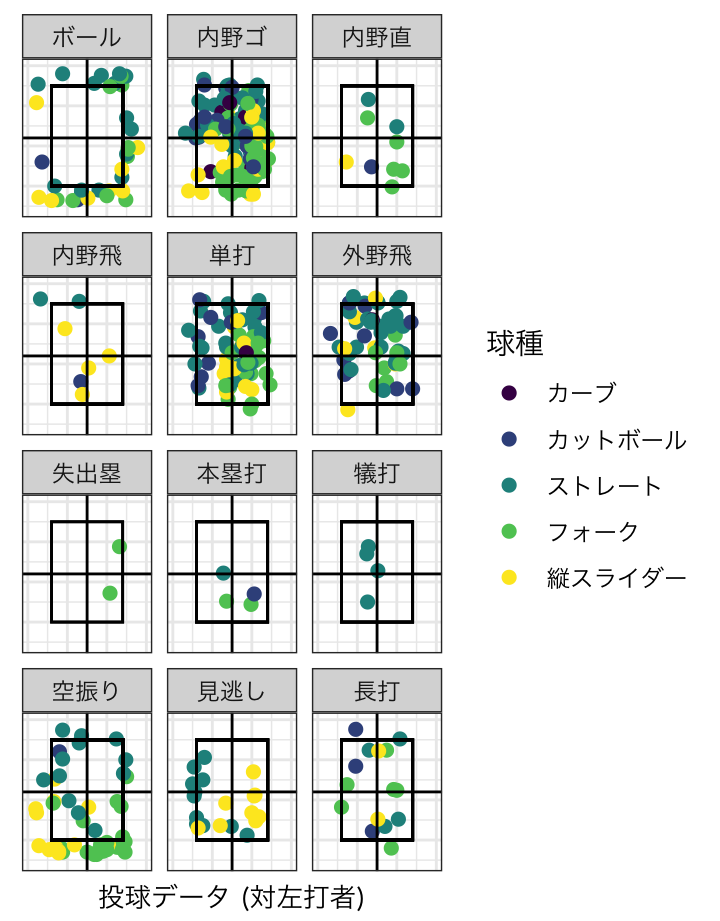 ボール
内野ゴ
内野直
内野飛
単打
外野飛
失出塁
本塁打
犠打
空振り
見逃し
長打
球種
カーブ
カットボール
ストレート
フォーク
縦スライダー
投球データ (対左打者)